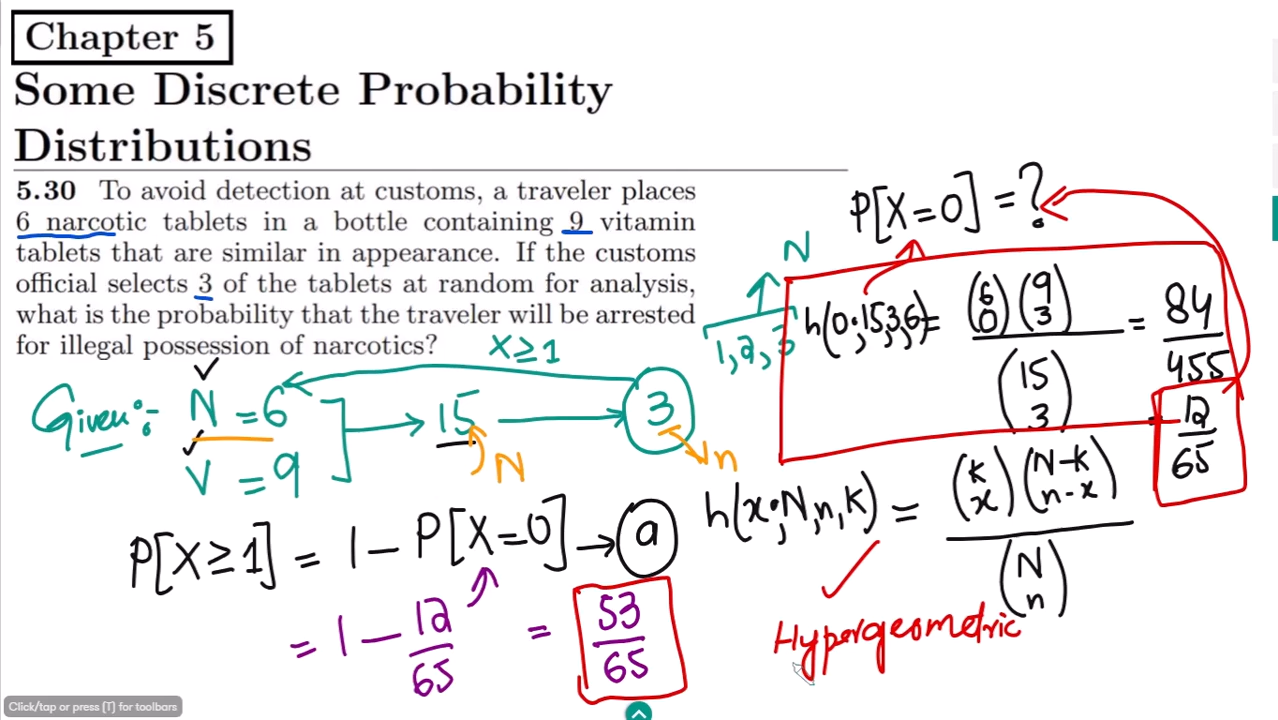 Chapter 5
Some Discrete Probability
Distributions
5.30 To avoid detection at customs, a traveler places
6 narcotic tablets in a bottle containing 9 vitamin
tablets that are similar in appearance. If the customs
official selects 3 of the tablets at random for analysis,
what is the probability that the traveler will be arrested
for illegal possession of narcotics?
P[X=0] = ?
N
1, 2, 3
h(0;15,3,6) = (6 0)(9 3) / (15 3) = 84/455
= 12/65
X≥1
Given:- N = 6
V = 9
15
3
N
n
h(x;N,n,k) = (k x)(N-k n-x) / (N n)
P[X≥1] = 1 - P[X=0] → a
= 1 - 12/65 = 53/65
Hypergeometric
Click/tap or press [T] for toolbars